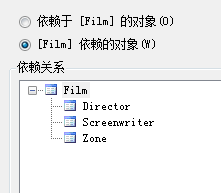 依赖于 [Film] 的对象(O)
[Film] 依赖的对象(W)
依赖关系
Film
Director
Screenwriter
Zone